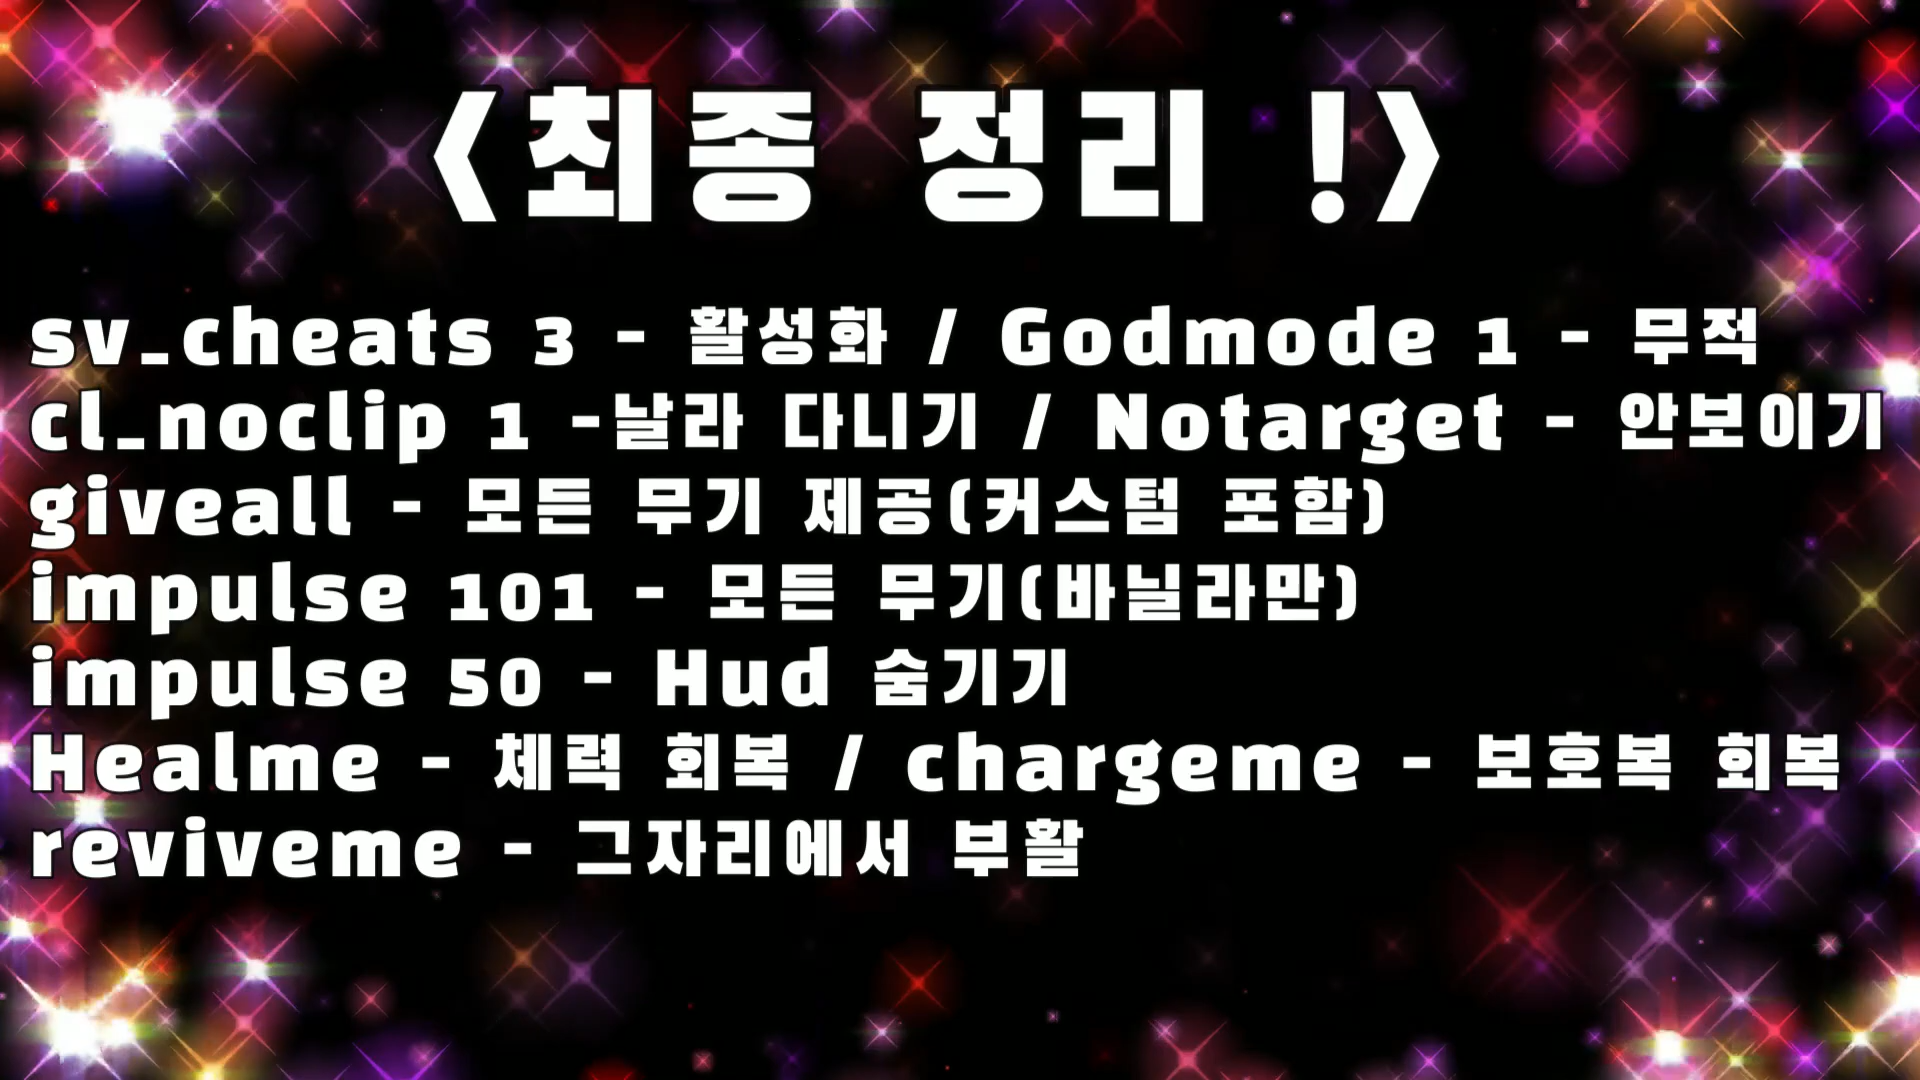 <최종 정리 !>
sv_cheats 3 - 활성화 / Godmode 1 - 무적
cl_noclip 1 -날라 다니기 / Notarget - 안보이기
giveall - 모든 무기 제공(커스텀 포함)
impulse 101 - 모든 무기(바닐라만)
impulse 50 - Hud 숨기기
Healme - 체력 회복 / chargeme - 보호복 회복
reviveme - 그자리에서 부활